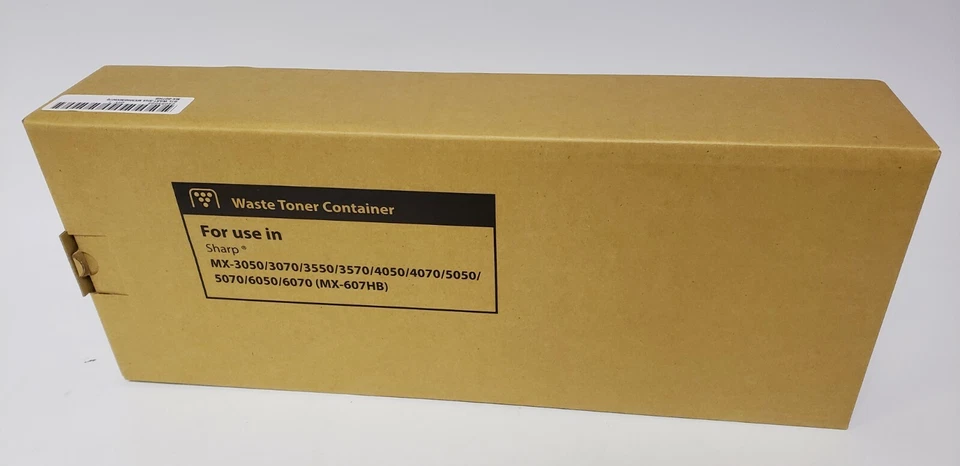 Waste Toner Container
For use in
Sharp®
MX-3050/3070/3550/3570/4050/4070/5050/
5070/6050/6070 (MX-607HB)